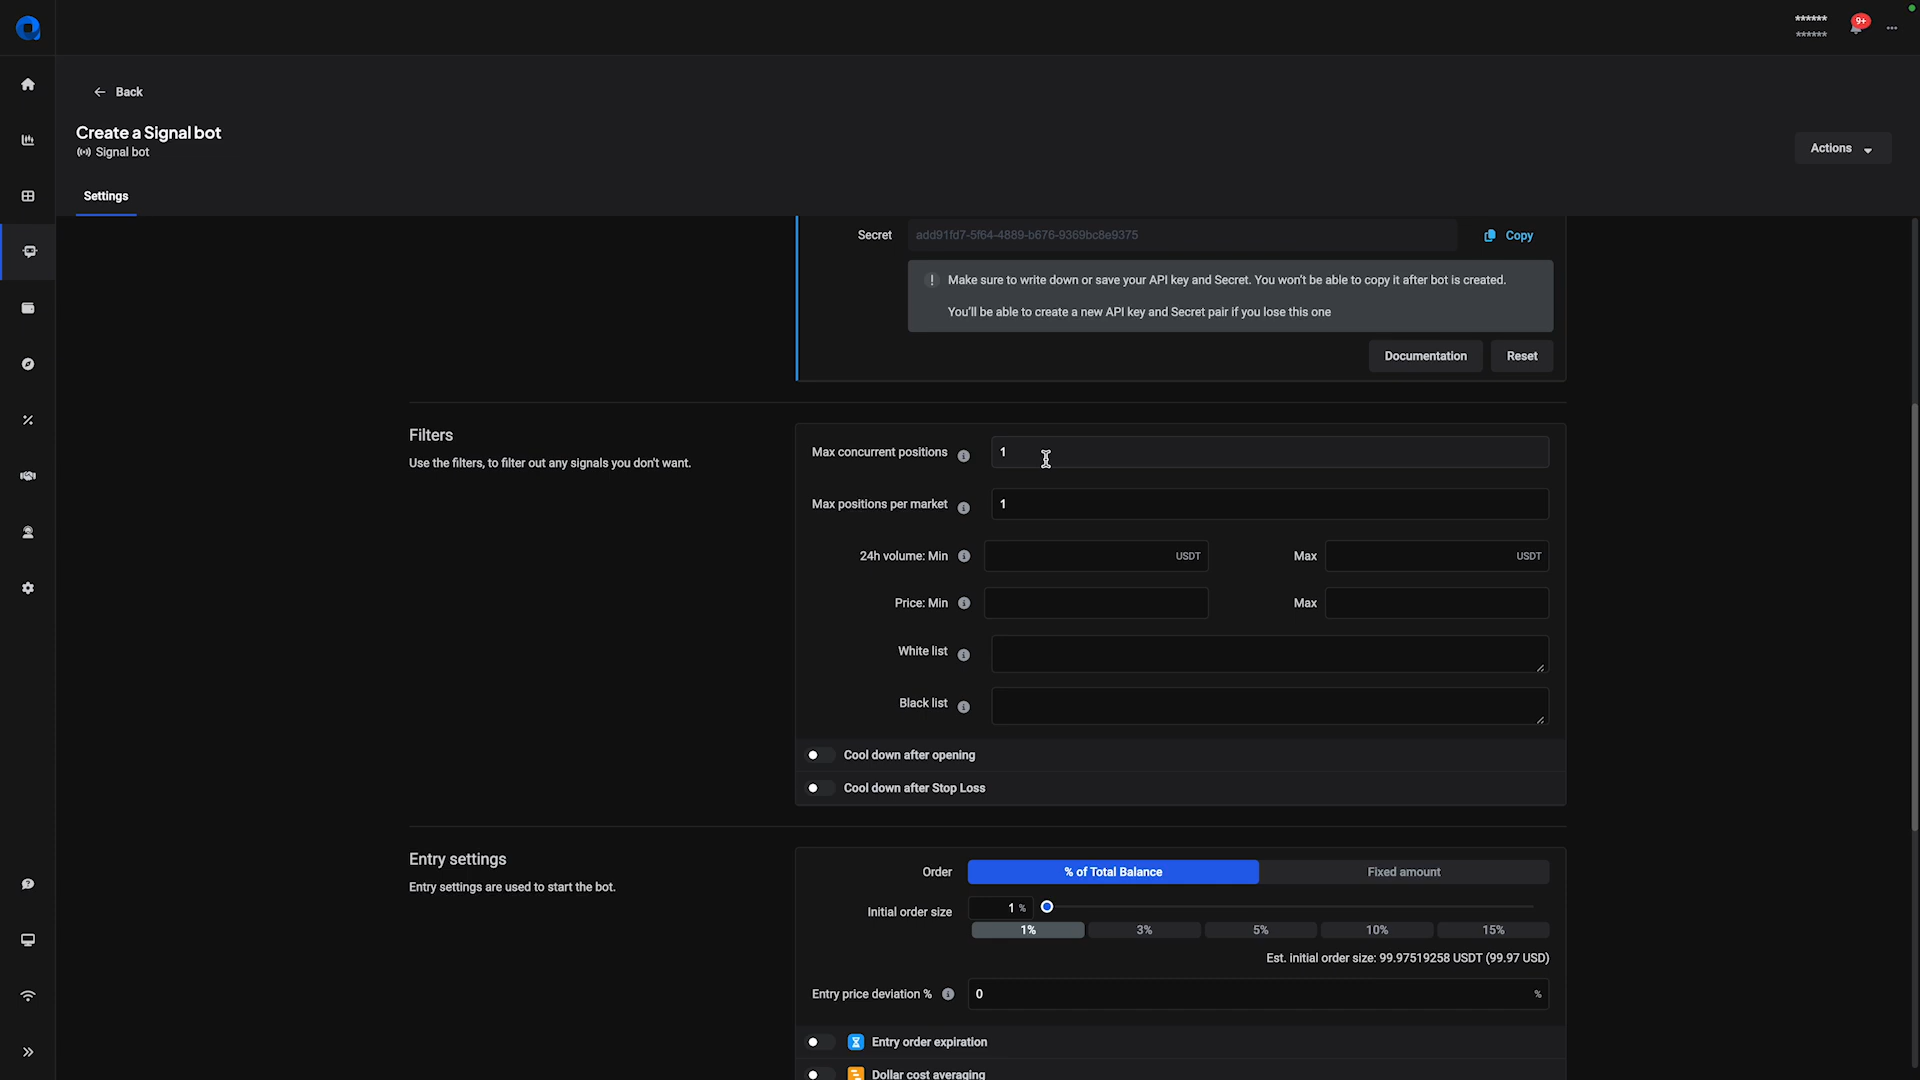 ******
******
9+
Back
Create a Signal bot
Signal bot
Actions
Settings
Secret add91fd7-5f64-4889-b676-9369bc8e9375 Copy
! Make sure to write down or save your API key and Secret. You won't be able to copy it after bot is created.
You'll be able to create a new API key and Secret pair if you lose this one
Documentation Reset
Filters
Use the filters, to filter out any signals you don't want.
Max concurrent positions 1
Max positions per market 1
24h volume: Min USDT Max USDT
Price: Min Max
White list
Black list
Cool down after opening
Cool down after Stop Loss
Entry settings
Entry settings are used to start the bot.
Order % of Total Balance Fixed amount
Initial order size 1 %
1% 3% 5% 10% 15%
Est. initial order size: 99.97519258 USDT (99.97 USD)
Entry price deviation % 0 %
Entry order expiration
Dollar cost averaging